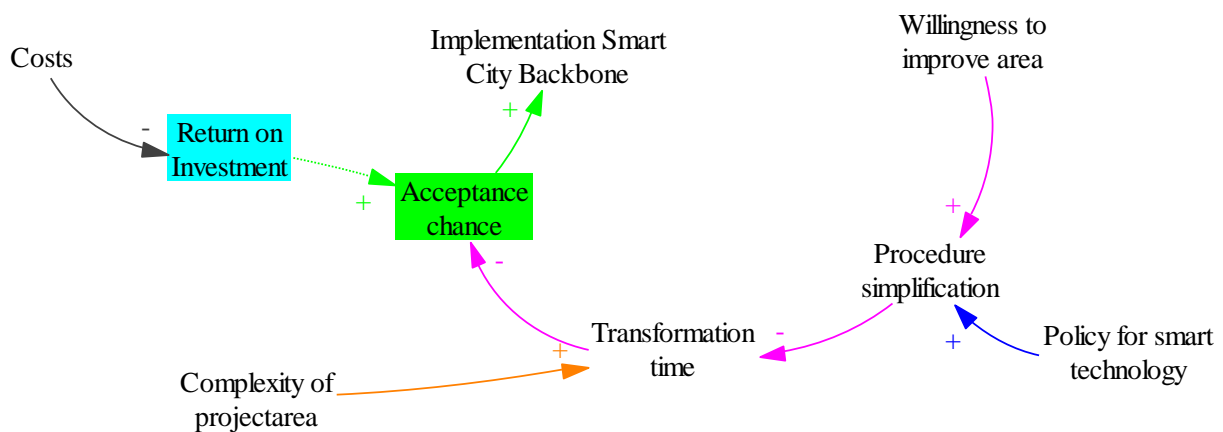 Costs
-
Return on
Investment
+
Implementation Smart
City Backbone
+
Acceptance
chance
-
Willingness to
improve area
+
Procedure
simplification
+
Policy for smart
technology
-
Transformation
time
+
Complexity of
projectarea